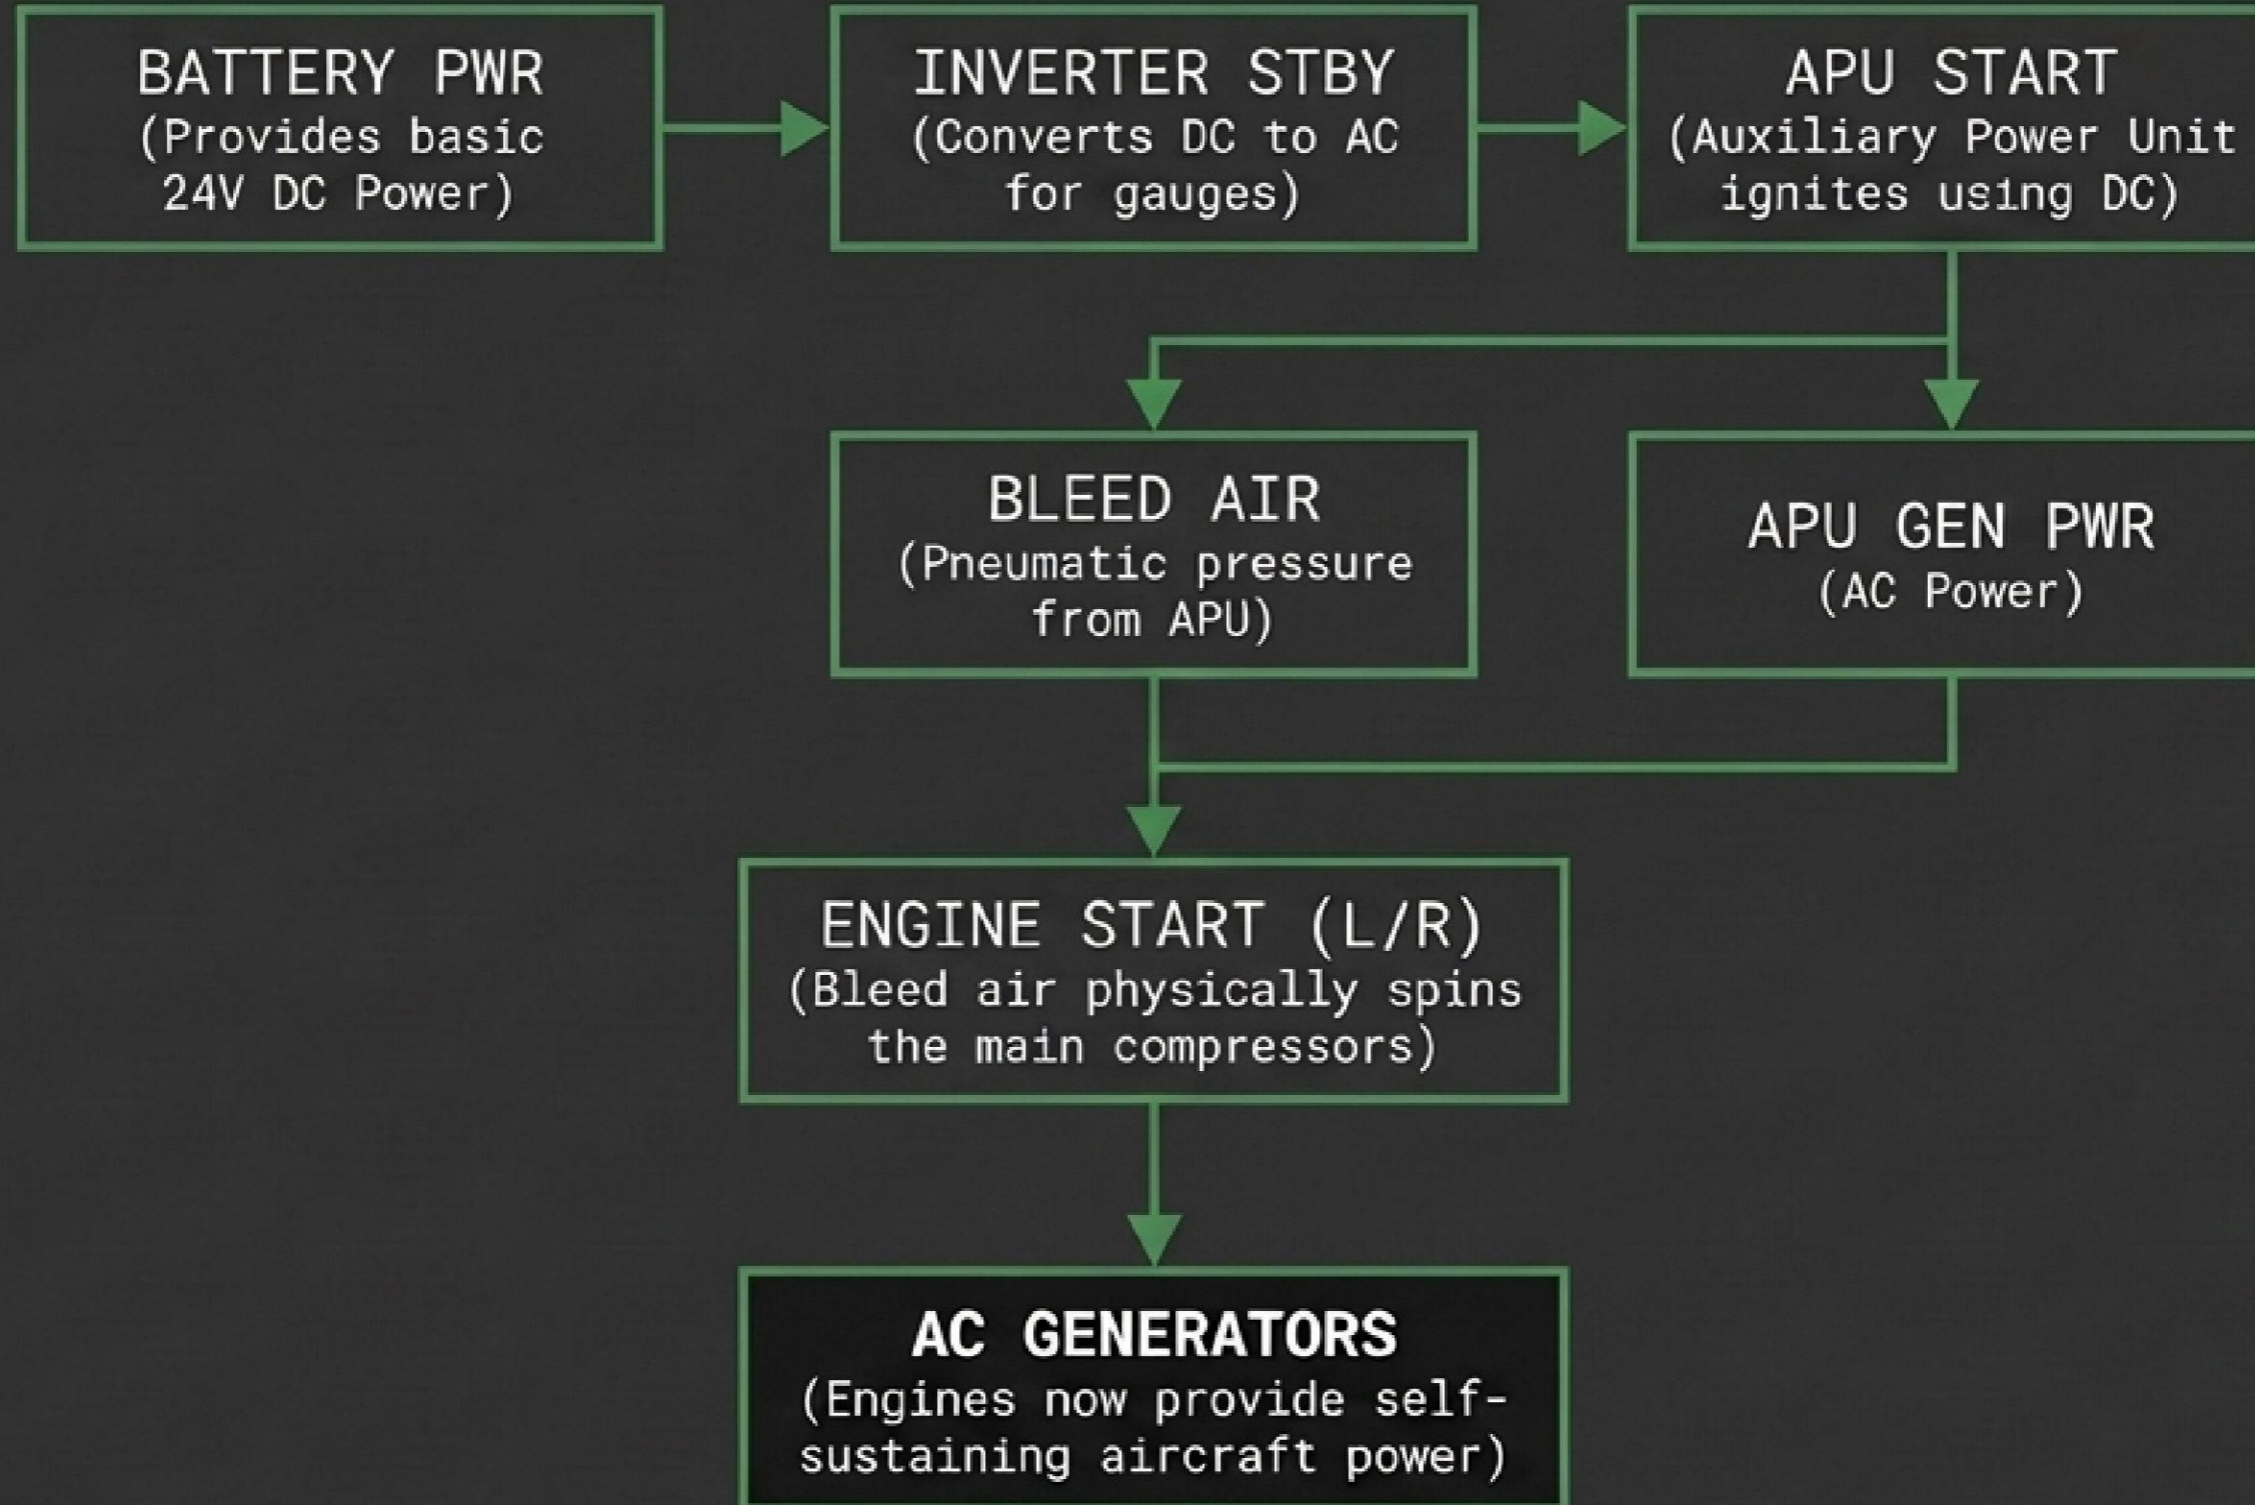 BATTERY PWR
(Provides basic
24V DC Power)
INVERTER STBY
(Converts DC to AC
for gauges)
APU START
(Auxiliary Power Unit
ignites using DC)
BLEED AIR
(Pneumatic pressure
from APU)
APU GEN PWR
(AC Power)
ENGINE START (L/R)
(Bleed air physically spins
the main compressors)
AC GENERATORS
(Engines now provide self-
sustaining aircraft power)